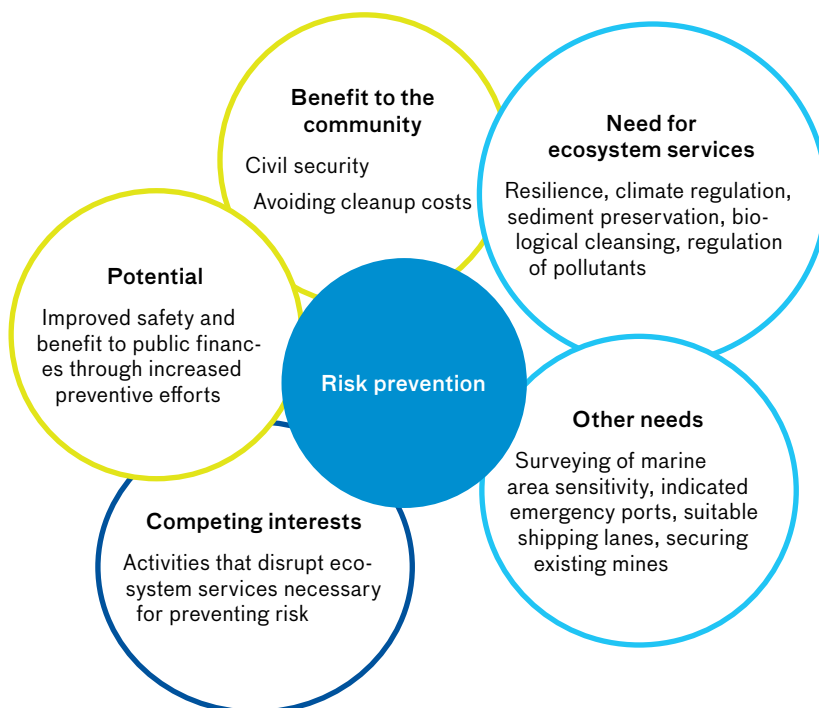 Benefit to the
community
Civil security
Avoiding cleanup costs
Need for
ecosystem services
Resilience, climate regulation,
sediment preservation, bio-
logical cleansing, regulation
of pollutants
Potential
Improved safety and
benefit to public financ-
es through increased
preventive efforts
Risk prevention
Other needs
Surveying of marine
area sensitivity, indicated
emergency ports, suitable
shipping lanes, securing
existing mines
Competing interests
Activities that disrupt eco-
system services necessary
for preventing risk